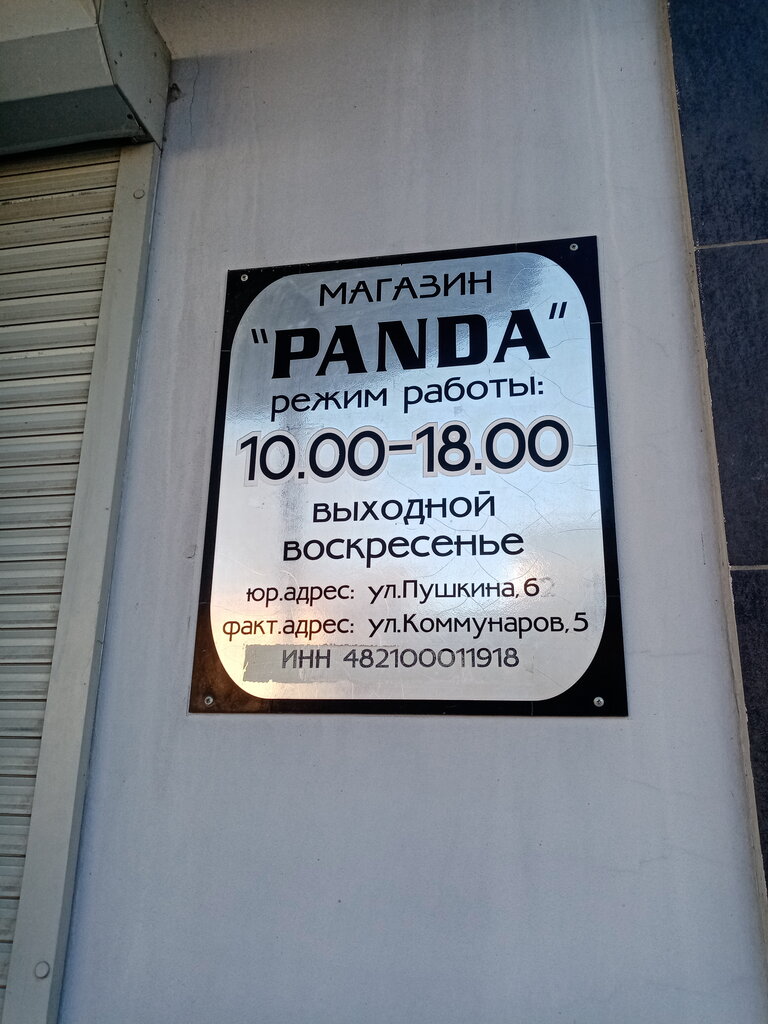 МАГАЗИН
"PANDA"
режим работы:
10.00-18.00
выходной
воскресенье
юр.адрес: ул.Пушкина,6
факт.адрес: ул.Коммунаров,5
ИНН 482100011918